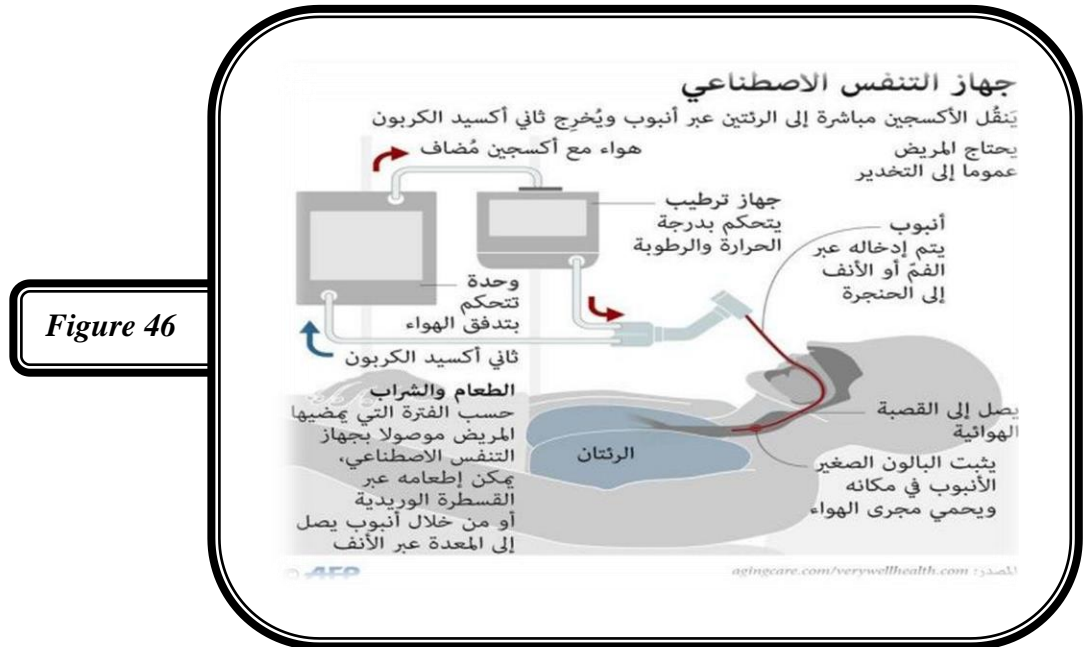 Figure 46
جهاز التنفس الاصطناعي
يَنقُل الأكسجين مباشرة إلى الرئتين عبر أنبوب ويُخرِج ثاني أكسيد الكربون
يحتاج المريض
عموما إلى التخدير
هواء مع أكسجين مُضاف
جهاز ترطيب
يتحكم بدرجة
الحرارة والرطوبة
أنبوب
يتم إدخاله عبر
الفمّ أو الأنف
إلى الحنجرة
وحدة
تتحكم
بتدفق الهواء
ثاني أكسيد الكربون
الطعام والشراب
حسب الفترة التي يمضيها
المريض موصولا بجهاز
التنفس الاصطناعي،
يمكن إطعامه عبر
القسطرة الوريدية
أو من خلال أنبوب يصل
إلى المعدة عبر الأنف
الرئتان
يصل إلى القصبة
الهوائية
يثبت البالون الصغير
الأنبوب في مكانه
ويحمي مجرى الهواء
المصدر: agingcare.com/verywellhealth.com
© AFP